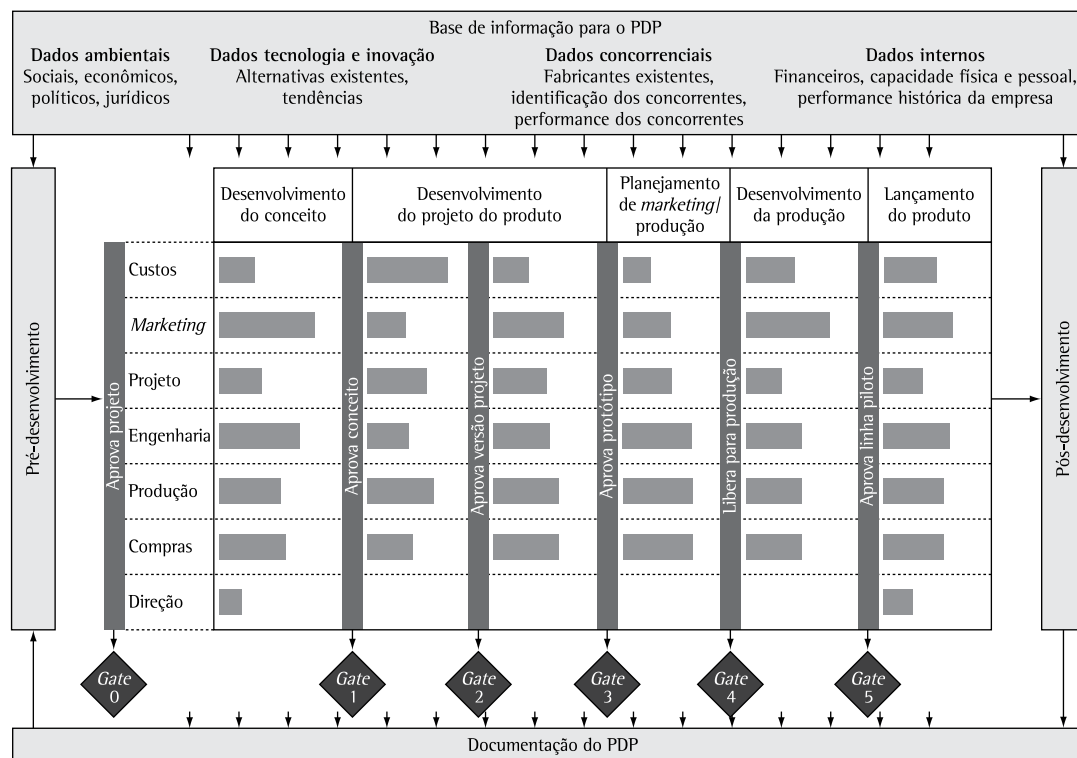 Base de informação para o PDP
Dados ambientais
Sociais, econômicos,
políticos, jurídicos
Dados tecnologia e inovação
Alternativas existentes,
tendências
Dados concorrenciais
Fabricantes existentes,
identificação dos concorrentes,
performance dos concorrentes
Dados internos
Financeiros, capacidade física e pessoal,
performance histórica da empresa
Pré-desenvolvimento
Desenvolvimento
do conceito
Desenvolvimento
do projeto do produto
Planejamento
de marketing/
produção
Desenvolvimento
da produção
Lançamento
do produto
Pós-desenvolvimento
Aprova projeto
Custos
Marketing
Projeto
Engenharia
Produção
Compras
Direção
Aprova conceito
Aprova versão projeto
Aprova protótipo
Libera para produção
Aprova linha piloto
Gate
0
Gate
1
Gate
2
Gate
3
Gate
4
Gate
5
Documentação do PDP